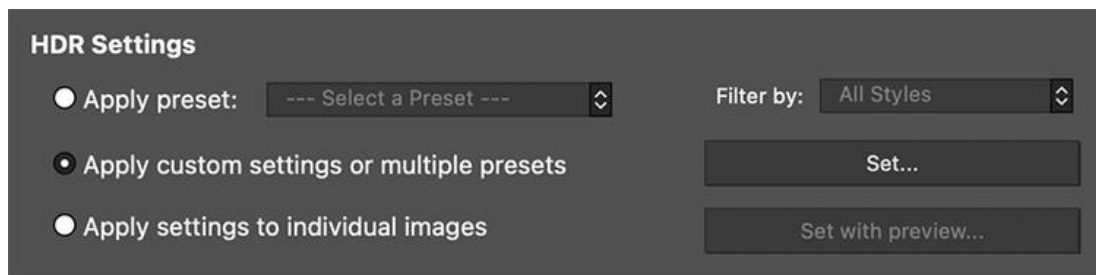 HDR Settings
Apply preset: --- Select a Preset --- Filter by: All Styles
Apply custom settings or multiple presets Set...
Apply settings to individual images Set with preview...